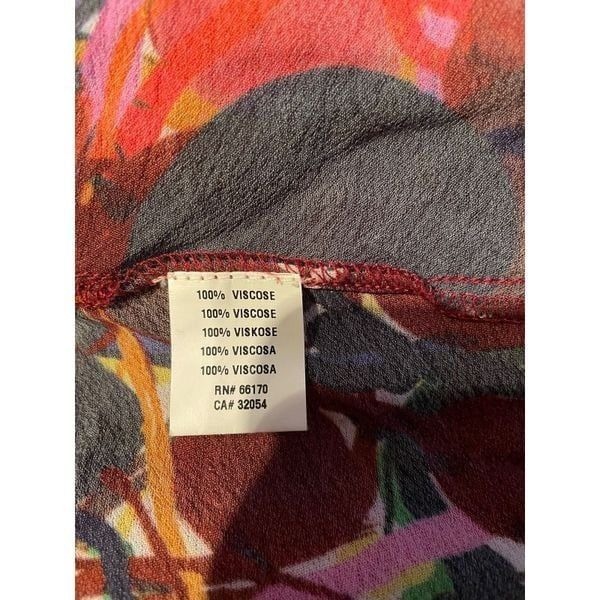 100% VISCOSE
100% VISCOSE
100% VISKOSE
100% VISCOSA
100% VISCOSA
RN# 66170
CA# 32054